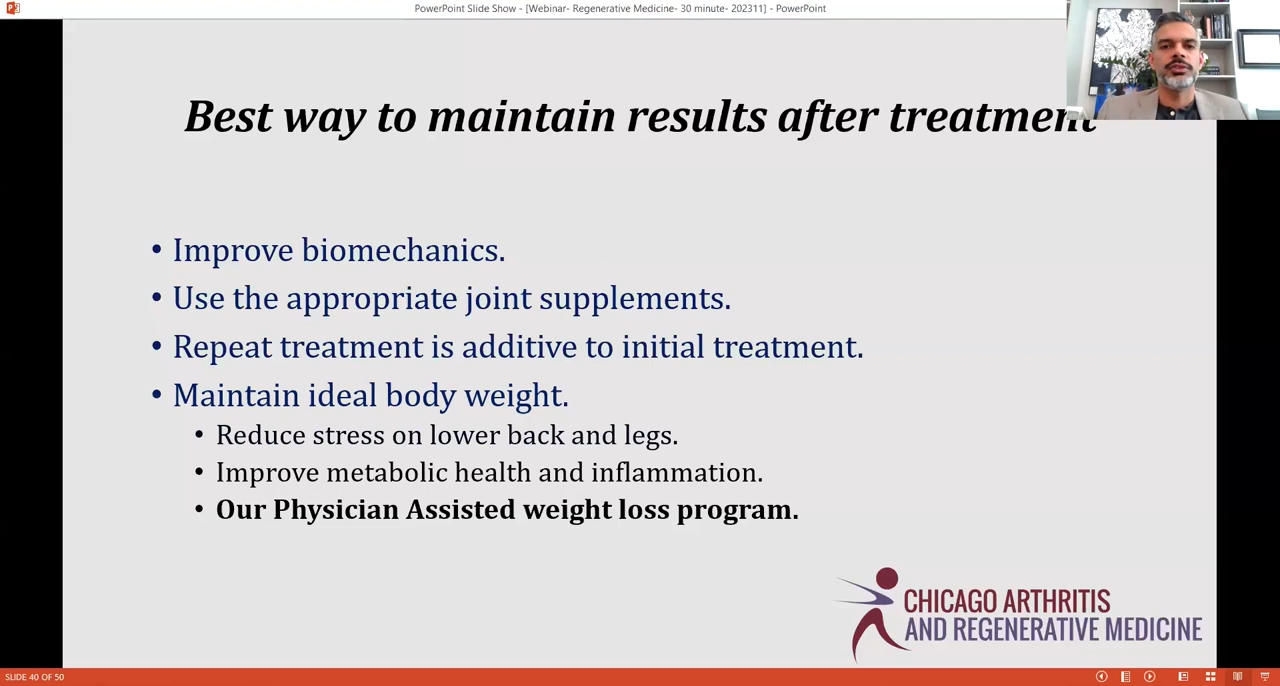 PowerPoint Slide Show - [Webinar- Regenerative Medicine- 30 minute- 202311] - PowerPoint
Best way to maintain results after treatment
• Improve biomechanics.
• Use the appropriate joint supplements.
• Repeat treatment is additive to initial treatment.
• Maintain ideal body weight.
• Reduce stress on lower back and legs.
• Improve metabolic health and inflammation.
• Our Physician Assisted weight loss program.
CHICAGO ARTHRITIS
AND REGENERATIVE MEDICINE
SLIDE 40 OF 50